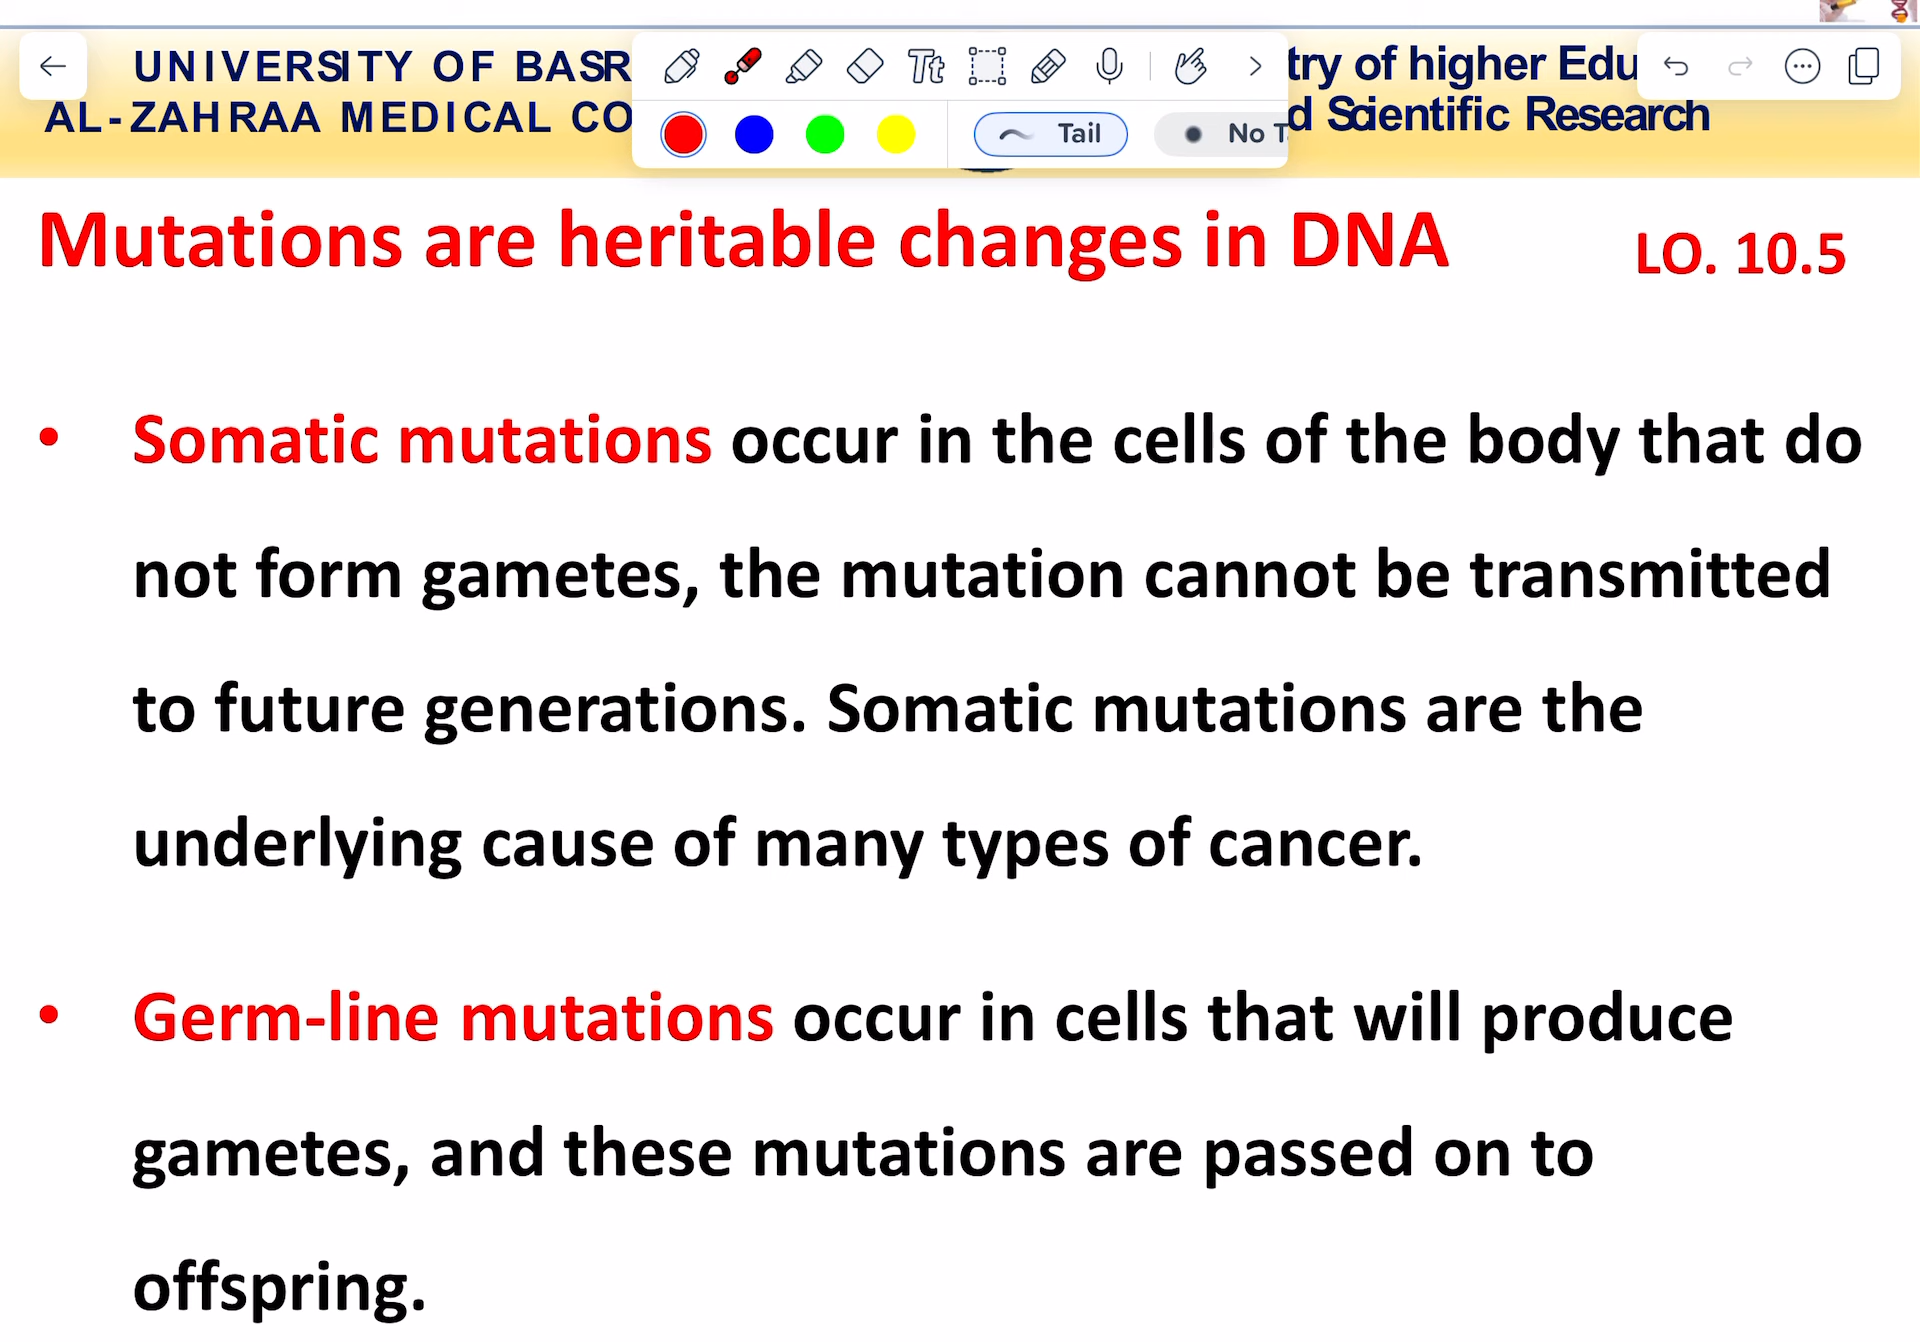 UNIVERSITY OF BASR
try of higher Edu
AL-ZAHRAA MEDICAL CO
d Scientific Research
Tt
Tail
No T
Mutations are heritable changes in DNA
LO. 10.5
• Somatic mutations occur in the cells of the body that do
not form gametes, the mutation cannot be transmitted
to future generations. Somatic mutations are the
underlying cause of many types of cancer.
• Germ-line mutations occur in cells that will produce
gametes, and these mutations are passed on to
offspring.